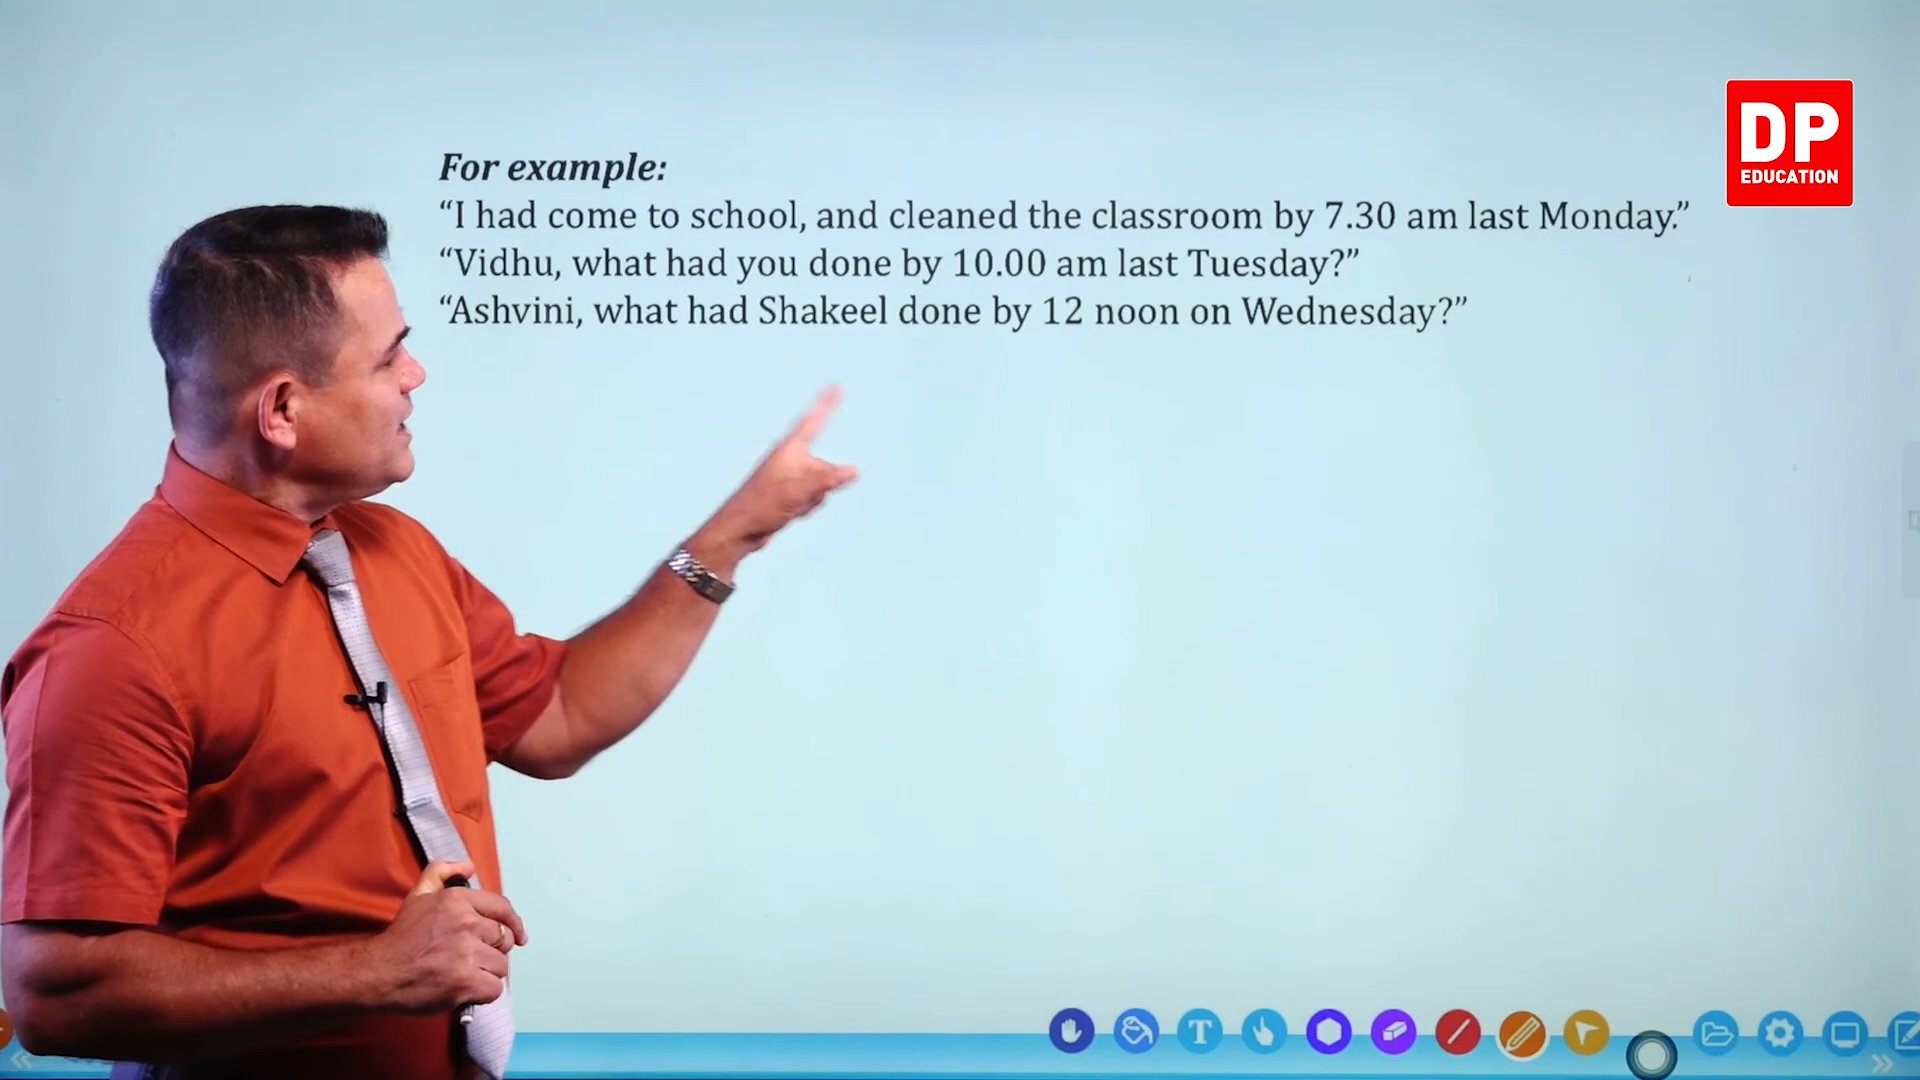 DP
EDUCATION
For example:
“I had come to school, and cleaned the classroom by 7.30 am last Monday.”
“Vidhu, what had you done by 10.00 am last Tuesday?”
“Ashvini, what had Shakeel done by 12 noon on Wednesday?”
T